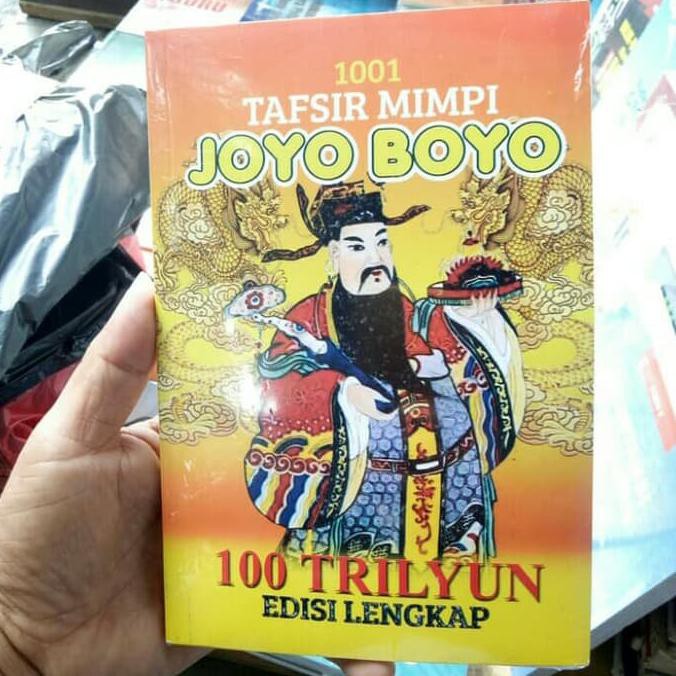 1001
TAFSIR MIMPI
JOYO BOYO
100 TRILYUN
EDISI LENGKAP